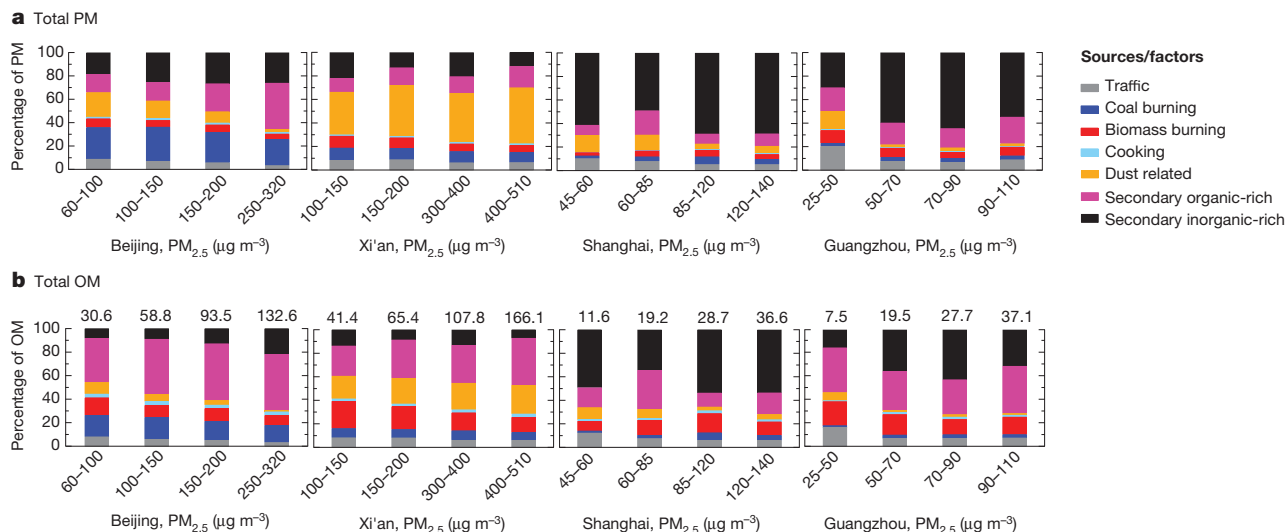 a Total PM
Percentage of PM
100
80
60
40
20
0
60–100 100–150 150–200 250–320
Beijing, PM2.5 (µg m−3)
100–150 150–200 300–400 400–510
Xi'an, PM2.5 (µg m−3)
45–60 60–85 85–120 120–140
Shanghai, PM2.5 (µg m−3)
25–50 50–70 70–90 90–110
Guangzhou, PM2.5 (µg m−3)
Sources/factors
Traffic
Coal burning
Biomass burning
Cooking
Dust related
Secondary organic-rich
Secondary inorganic-rich
b Total OM
Percentage of OM
100
80
60
40
20
0
30.6 58.8 93.5 132.6
60–100 100–150 150–200 250–320
Beijing, PM2.5 (µg m−3)
41.4 65.4 107.8 166.1
100–150 150–200 300–400 400–510
Xi'an, PM2.5 (µg m−3)
11.6 19.2 28.7 36.6
45–60 60–85 85–120 120–140
Shanghai, PM2.5 (µg m−3)
7.5 19.5 27.7 37.1
25–50 50–70 70–90 90–110
Guangzhou, PM2.5 (µg m−3)